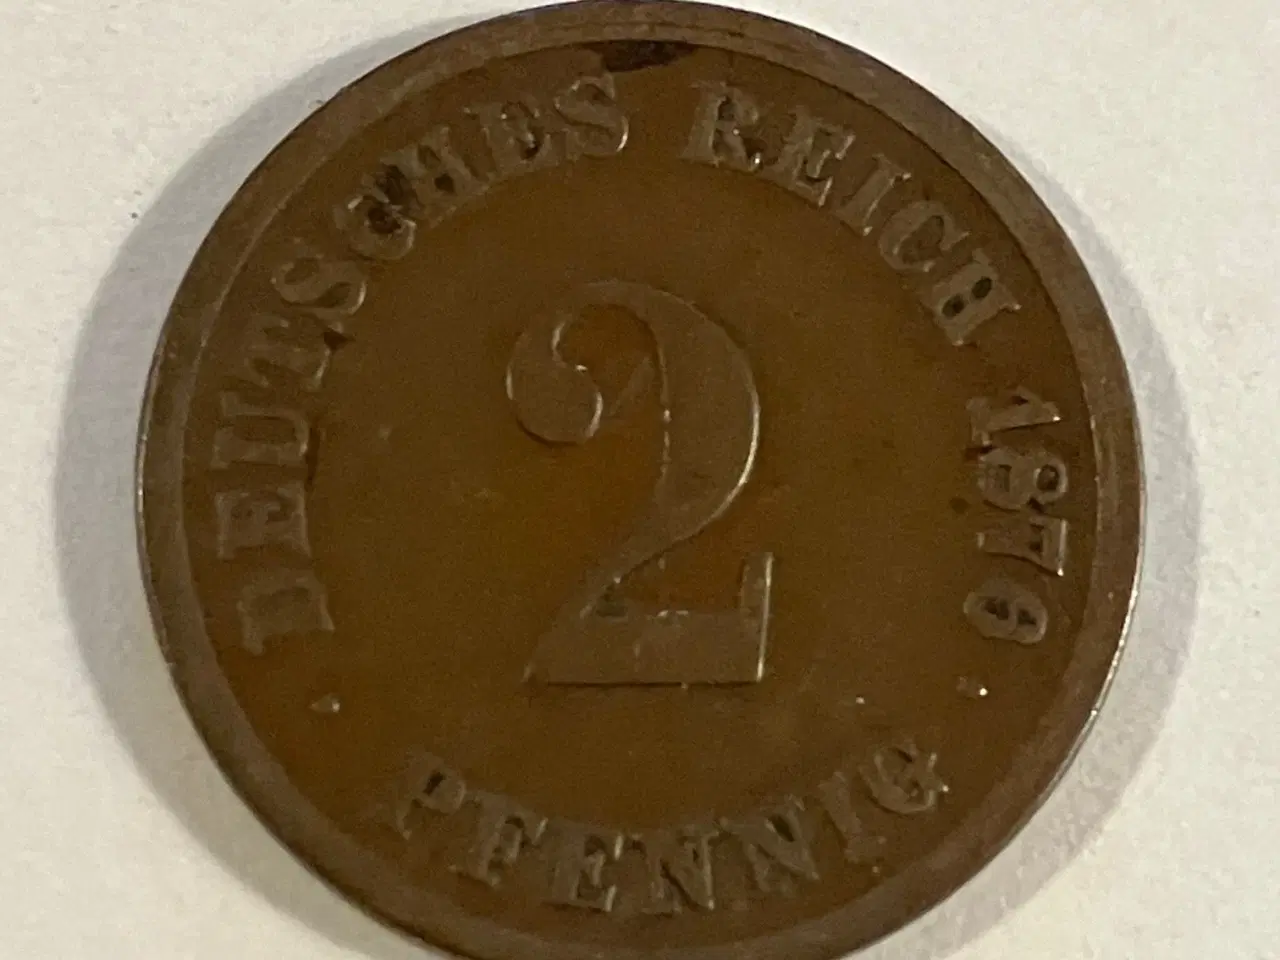 DEUTSCHES REICH 1876
2
PFENNIG